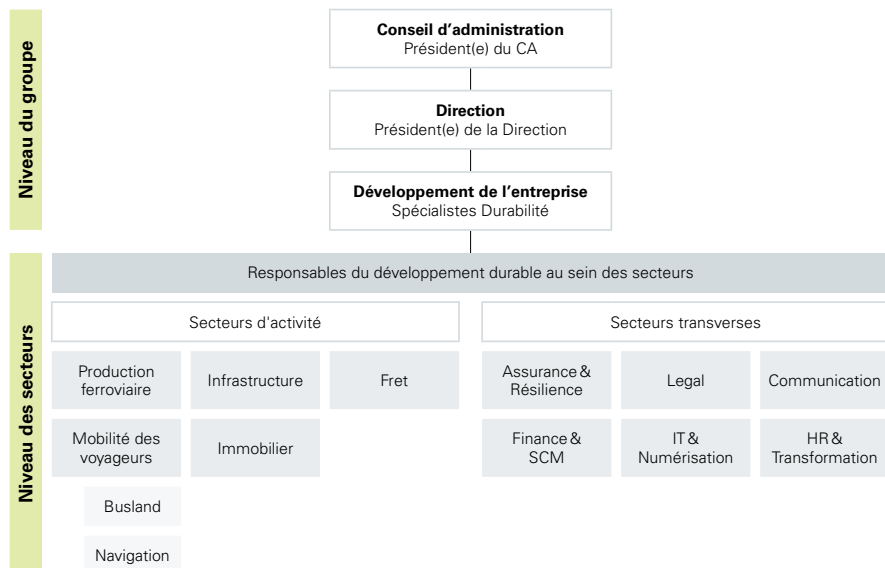 Niveau du groupe
Conseil d’administration
Président(e) du CA
Direction
Président(e) de la Direction
Développement de l’entreprise
Spécialistes Durabilité
Niveau des secteurs
Responsables du développement durable au sein des secteurs
Secteurs d'activité
Secteurs transverses
Production
ferroviaire
Infrastructure
Fret
Assurance &
Résilience
Legal
Communication
Mobilité des
voyageurs
Immobilier
Finance &
SCM
IT &
Numérisation
HR &
Transformation
Busland
Navigation